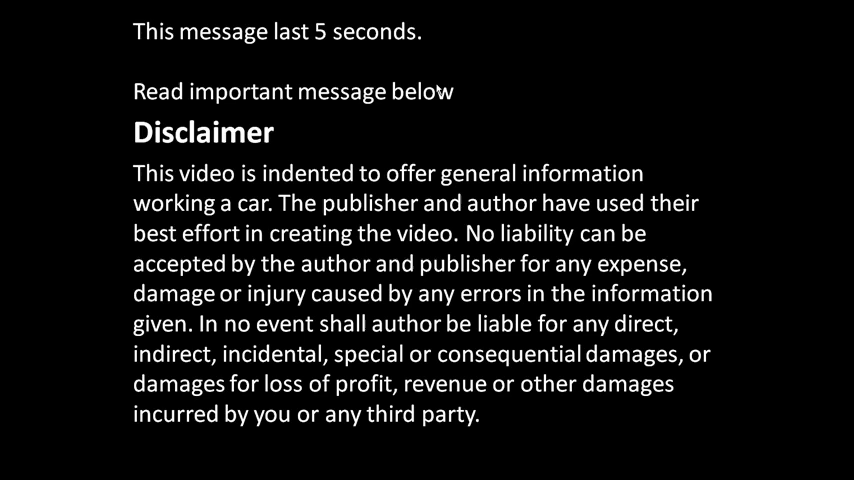 This message last 5 seconds.
Read important message below
Disclaimer
This video is indented to offer general information
working a car. The publisher and author have used their
best effort in creating the video. No liability can be
accepted by the author and publisher for any expense,
damage or injury caused by any errors in the information
given. In no event shall author be liable for any direct,
indirect, incidental, special or consequential damages, or
damages for loss of profit, revenue or other damages
incurred by you or any third party.